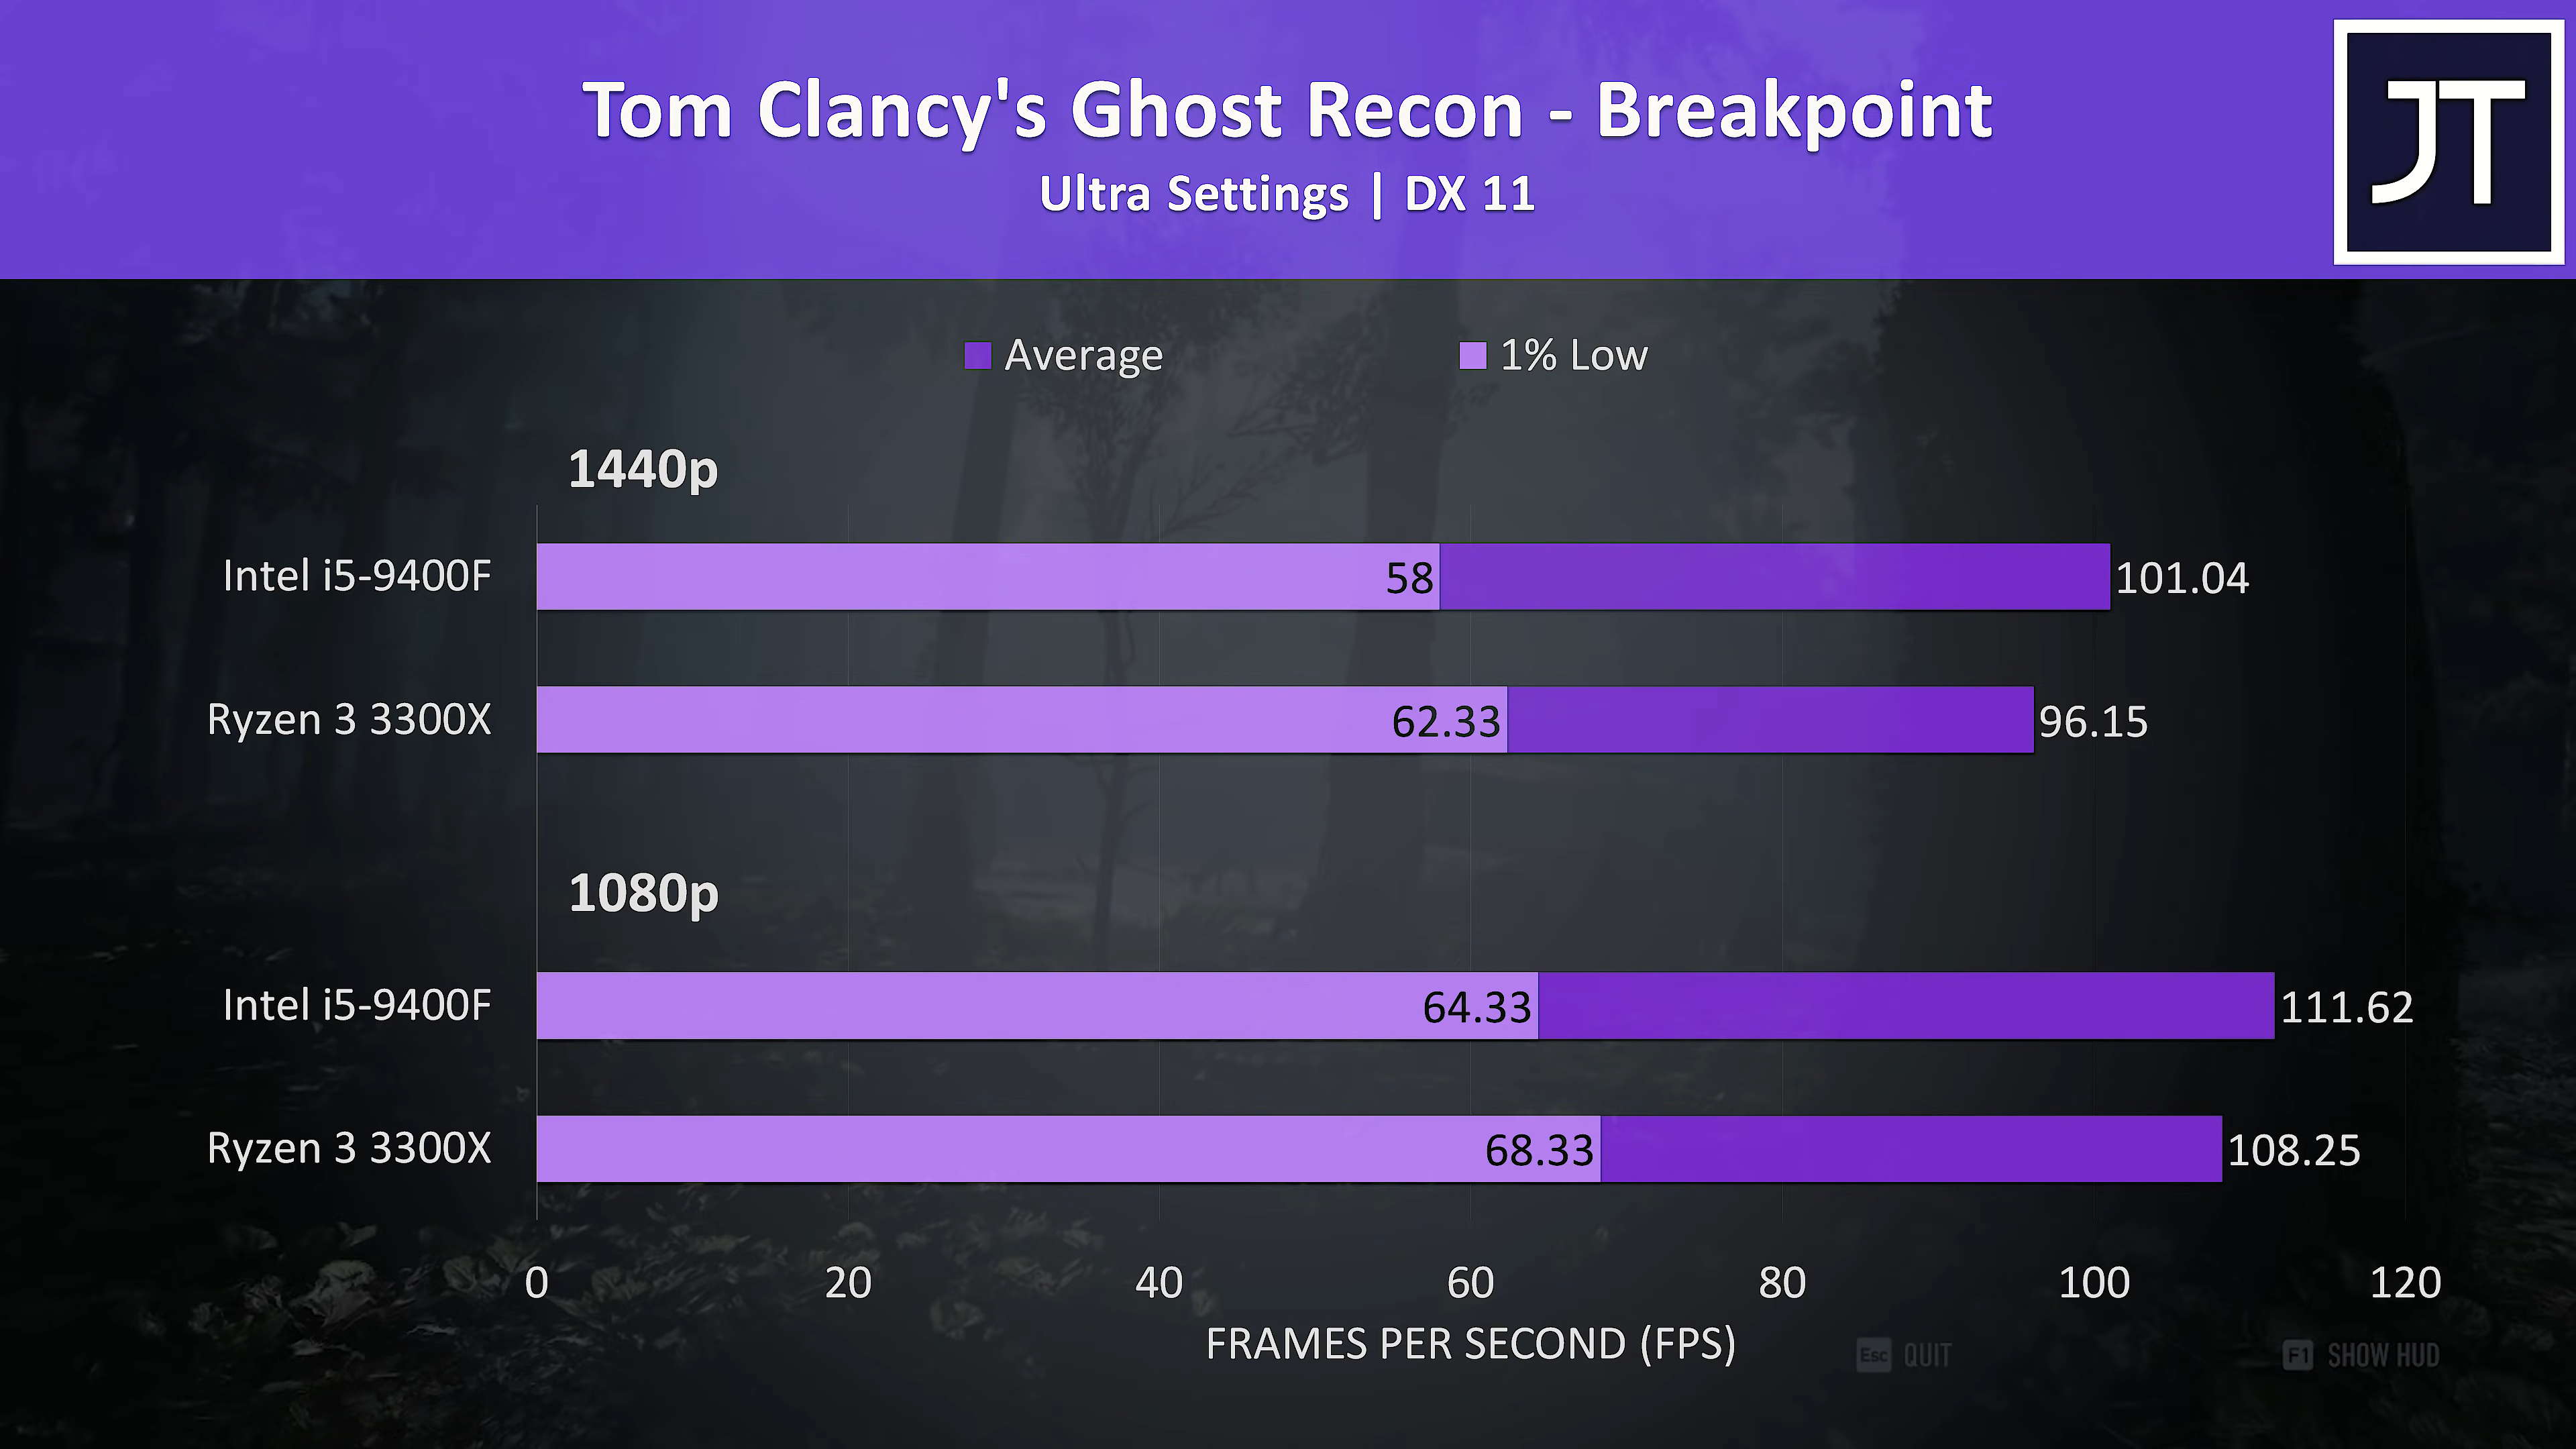 Tom Clancy's Ghost Recon - Breakpoint
Ultra Settings | DX 11
JT
Average
1% Low
1440p
Intel i5-9400F
58
101.04
Ryzen 3 3300X
62.33
96.15
1080p
Intel i5-9400F
64.33
111.62
Ryzen 3 3300X
68.33
108.25
0 20 40 60 80 100 120
FRAMES PER SECOND (FPS)
Esc QUIT
F1 SHOW HUD